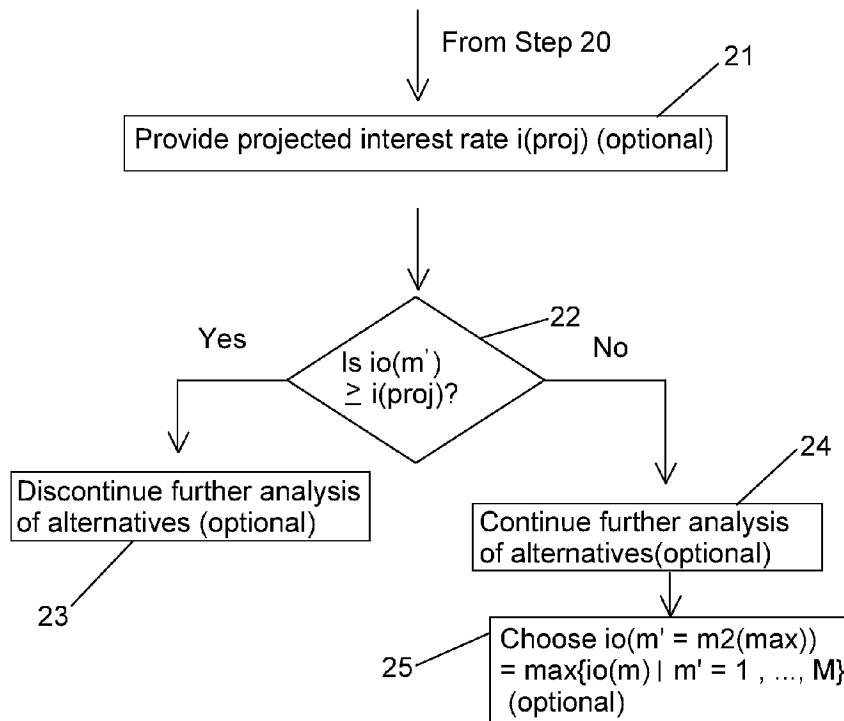 From Step 20
21
Provide projected interest rate i(proj) (optional)
22
Yes
No
Is io(m')
≥ i(proj)?
24
Discontinue further analysis
of alternatives (optional)
Continue further analysis
of alternatives(optional)
23
25
Choose io(m' = m2(max))
= max{io(m) | m' = 1 , ..., M}
(optional)